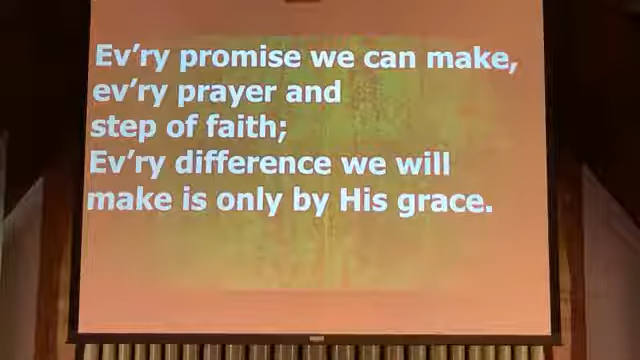 Ev’ry promise we can make,
ev’ry prayer and
step of faith;
Ev’ry difference we will
make is only by His grace.